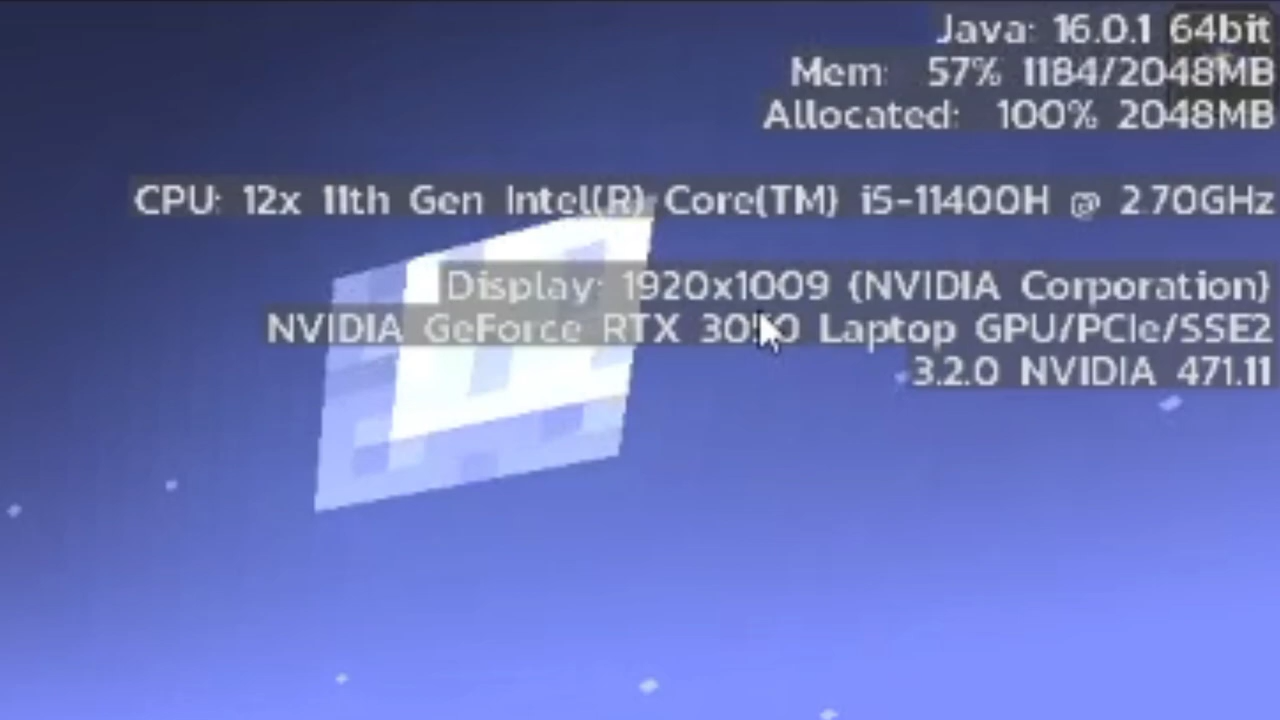 Java: 16.0.1 64bit
Mem: 57% 1184/2048MB
Allocated: 100% 2048MB
CPU: 12x 11th Gen Intel(R) Core(TM) i5-11400H @ 2.70GHz
Display: 1920x1009 (NVIDIA Corporation)
NVIDIA GeForce RTX 3050 Laptop GPU/PCIe/SSE2
3.2.0 NVIDIA 471.11